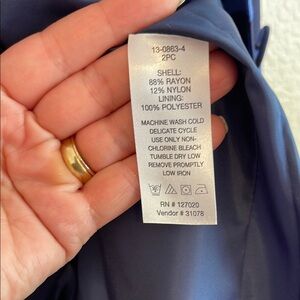 13-0863-4
2PC
SHELL:
88% RAYON
12% NYLON
LINING:
100% POLYESTER
MACHINE WASH COLD
DELICATE CYCLE
USE ONLY NON-
CHLORINE BLEACH
TUMBLE DRY LOW
REMOVE PROMPTLY
LOW IRON
RN # 127020
Vendor # 31078